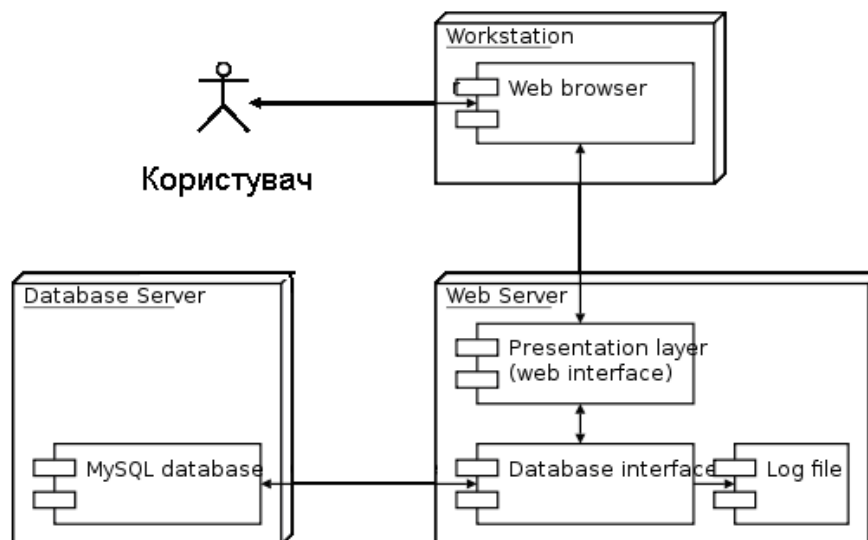 Workstation
Web browser
Користувач
Database Server
MySQL database
Web Server
Presentation layer
(web interface)
Database interface
Log file